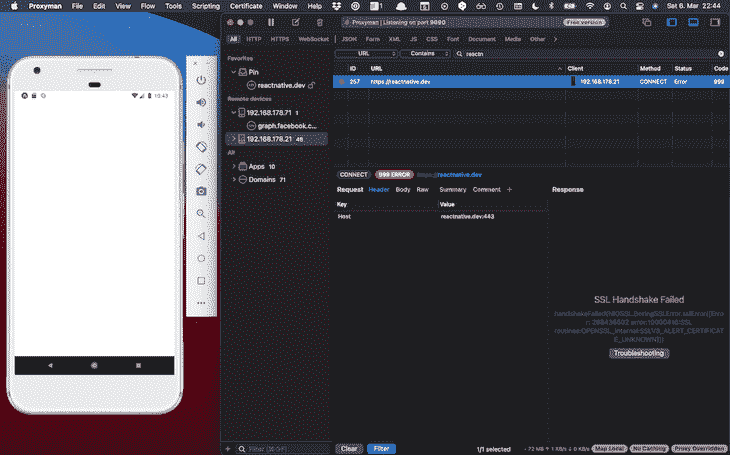 Proxyman File Edit View Flow Tools Scripting Certificate Window Help
Sat 6. Mar 22:44
Proxyman | Listening on port 9090
Free version
All HTTP HTTPS WebSocket JSON Form XML JS CSS Font Document Media Other
URL Contains reactn
Favorites
Pin
reactnative.dev
Remote devices
192.168.178.71 1
graph.facebook.c...
192.168.178.21
All
Apps 10
Domains 71
ID URL Client Method Status Code
257 https://reactnative.dev 192.168.178.21 CONNECT Error 999
CONNECT 999 ERROR https://reactnative.dev
Request Header Body Raw Summary Comment +
Response
Key Value
Host reactnative.dev:443
SSL Handshake Failed
Troubleshooting
Filter (⌘⇧F)
Clear Filter
1/1 selected
Map Local No Caching Proxy Overridden